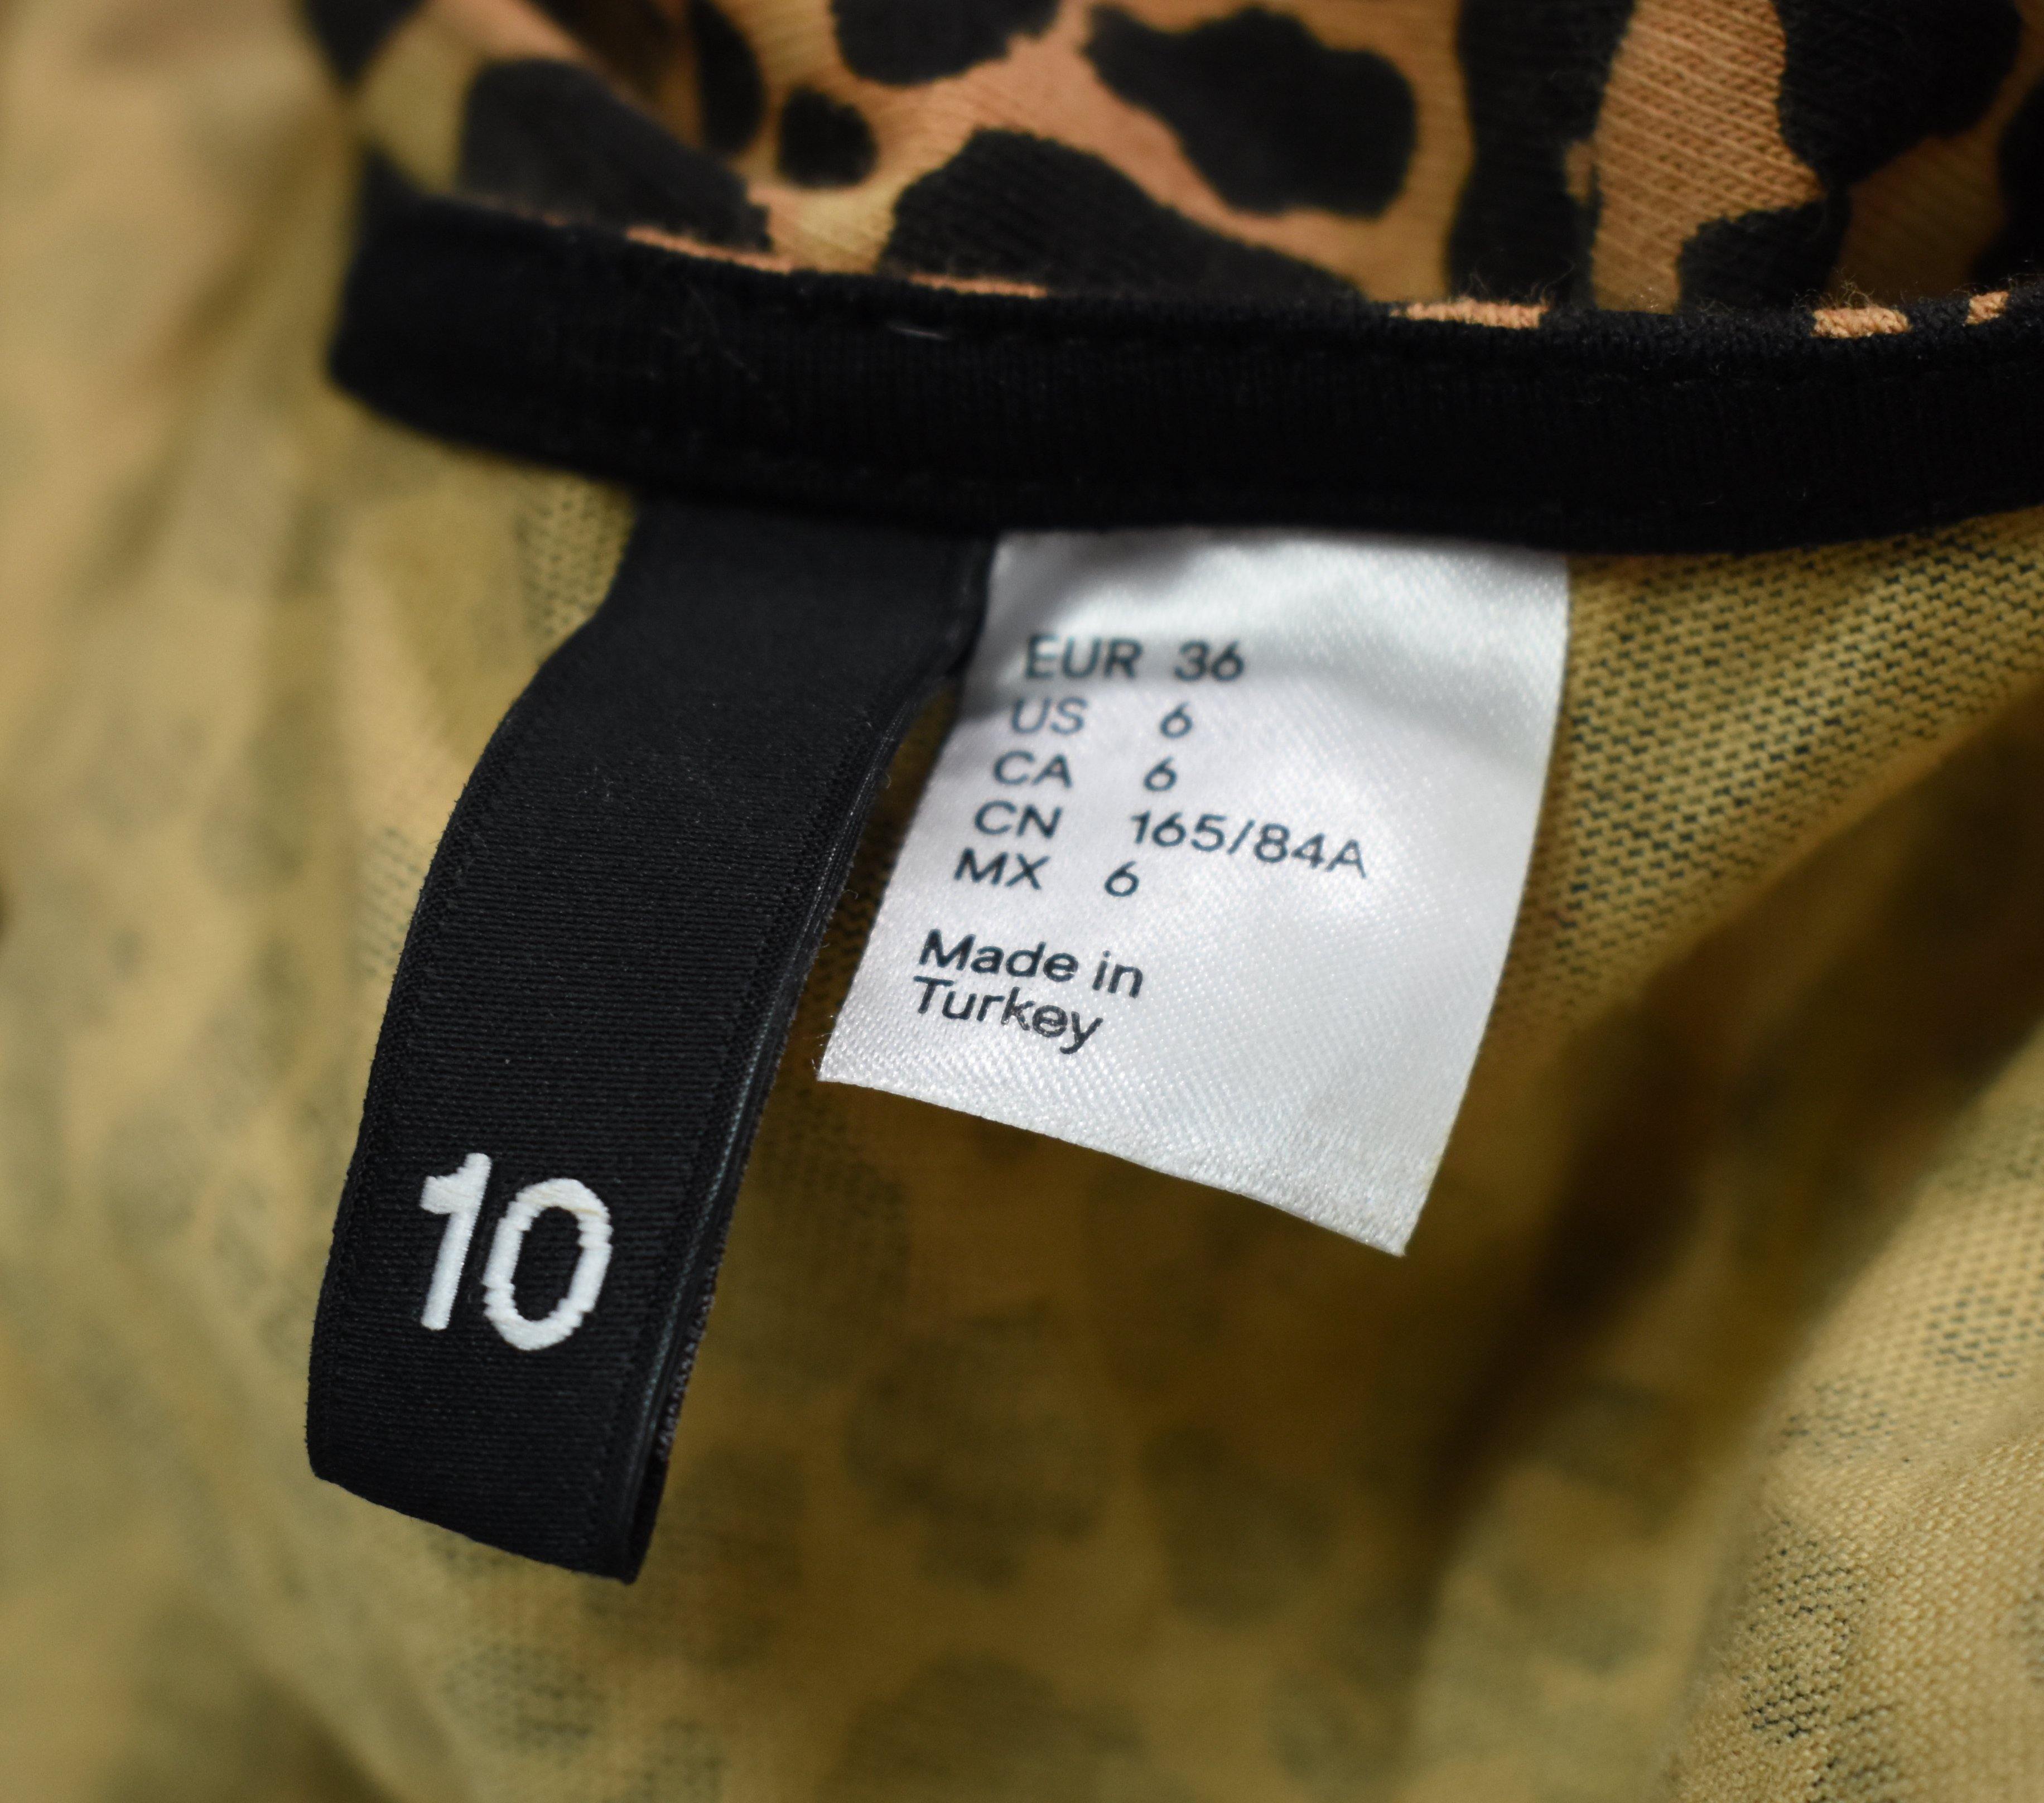 EUR 36
US 6
CA 6
CN 165/84A
MX 6
Made in
Turkey
10